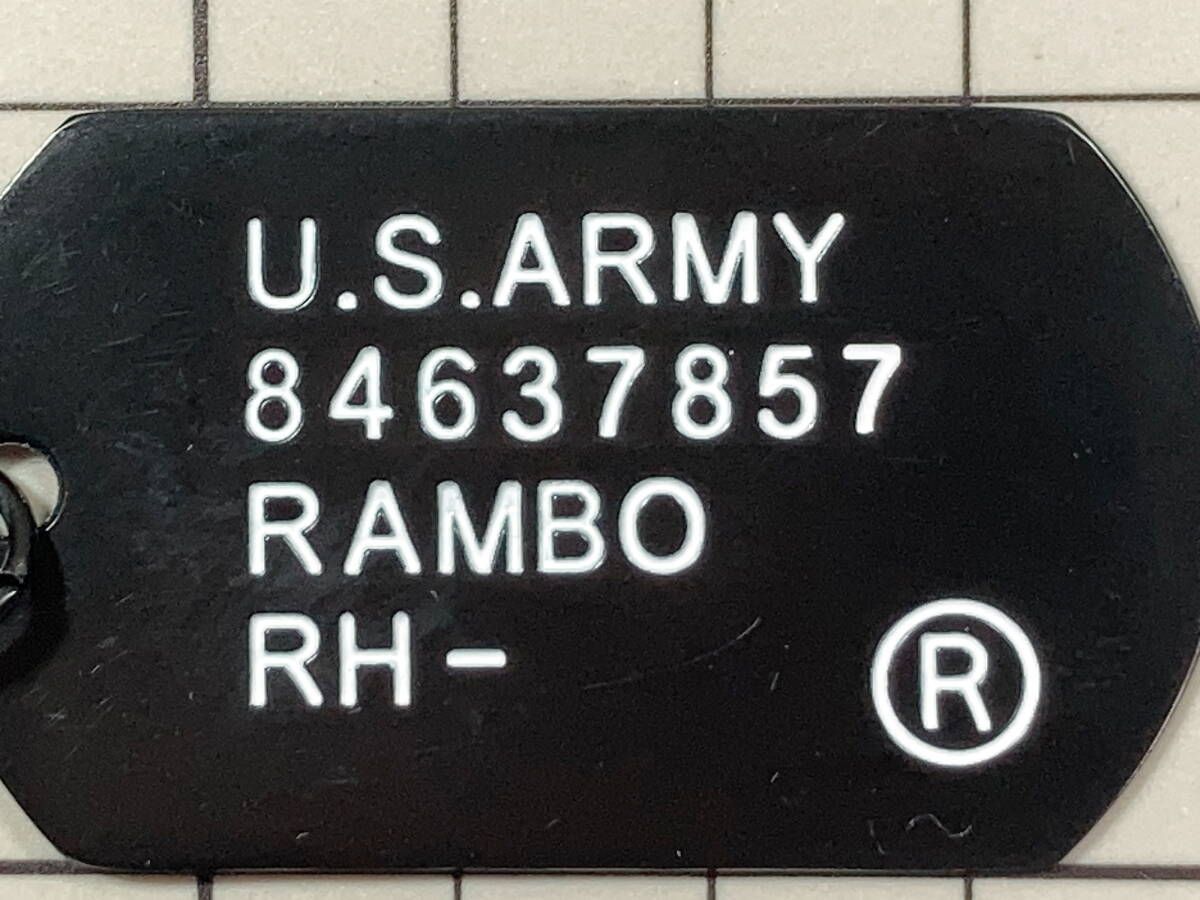 U.S.ARMY
84637857
RAMBO
RH-
®